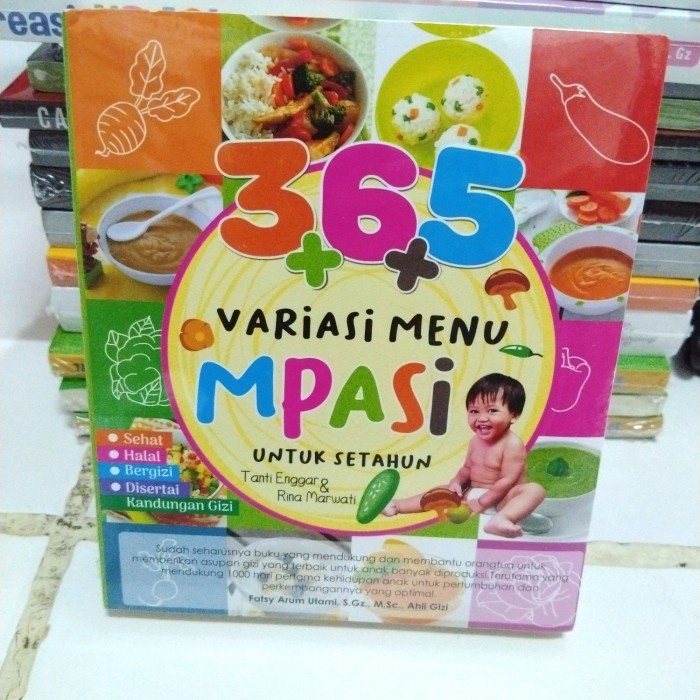 . Gz
365
++
VARIASI MENU
MPASI
UNTUK SETAHUN
Tanti Enggar
&
Rina Marwati
Sehat
Halal
Bergizi
Disertai
Kandungan Gizi
Sudah seharusnya buku yang mendukung dan membantu orangtua untuk
memberikan asupan gizi yang terbaik untuk anak banyak diproduksi. Terutama yang
mendukung 1000 hari pertama kehidupan anak untuk pertumbuhan dan
perkembangannya yang optimal.
Fatsy Arum Utami, S.Gz., M.Sc., Ahli Gizi